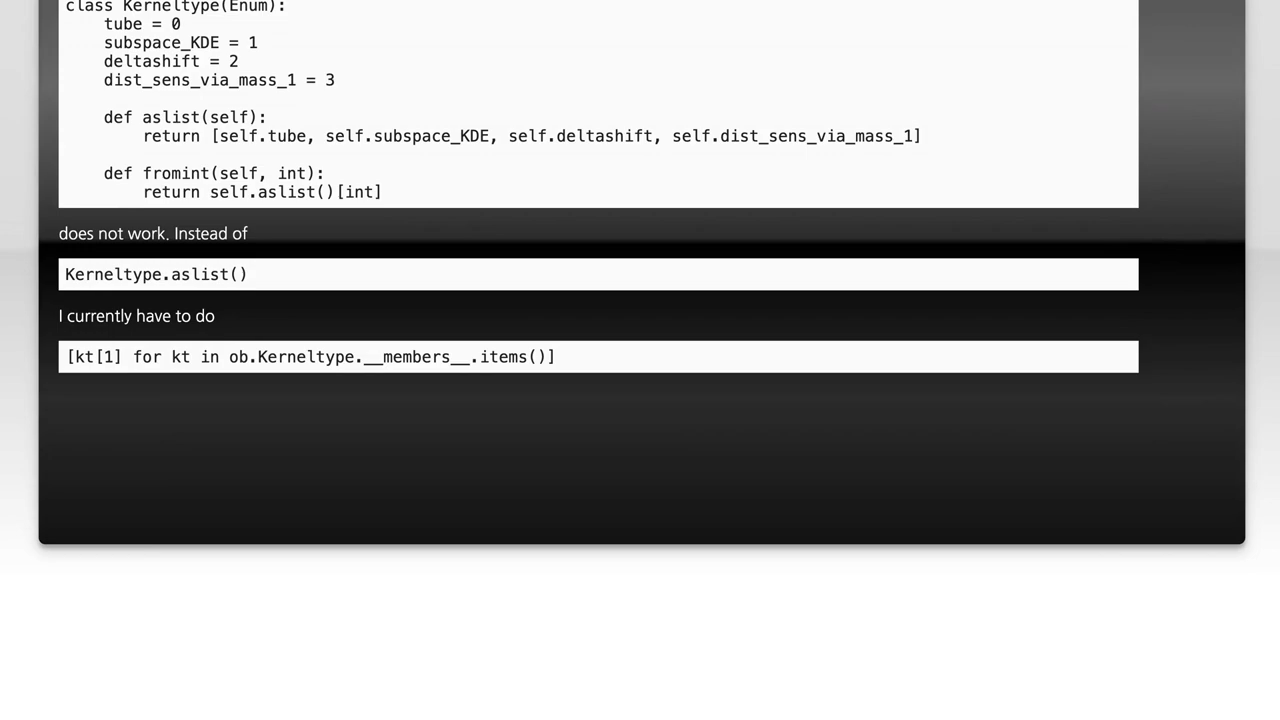 class Kerneltype(Enum):
    tube = 0
    subspace_KDE = 1
    deltashift = 2
    dist_sens_via_mass_1 = 3
    def aslist(self):
        return [self.tube, self.subspace_KDE, self.deltashift, self.dist_sens_via_mass_1]
    def fromint(self, int):
        return self.aslist()[int]
does not work. Instead of
Kerneltype.aslist()
I currently have to do
[kt[1] for kt in ob.Kerneltype.__members__.items()]